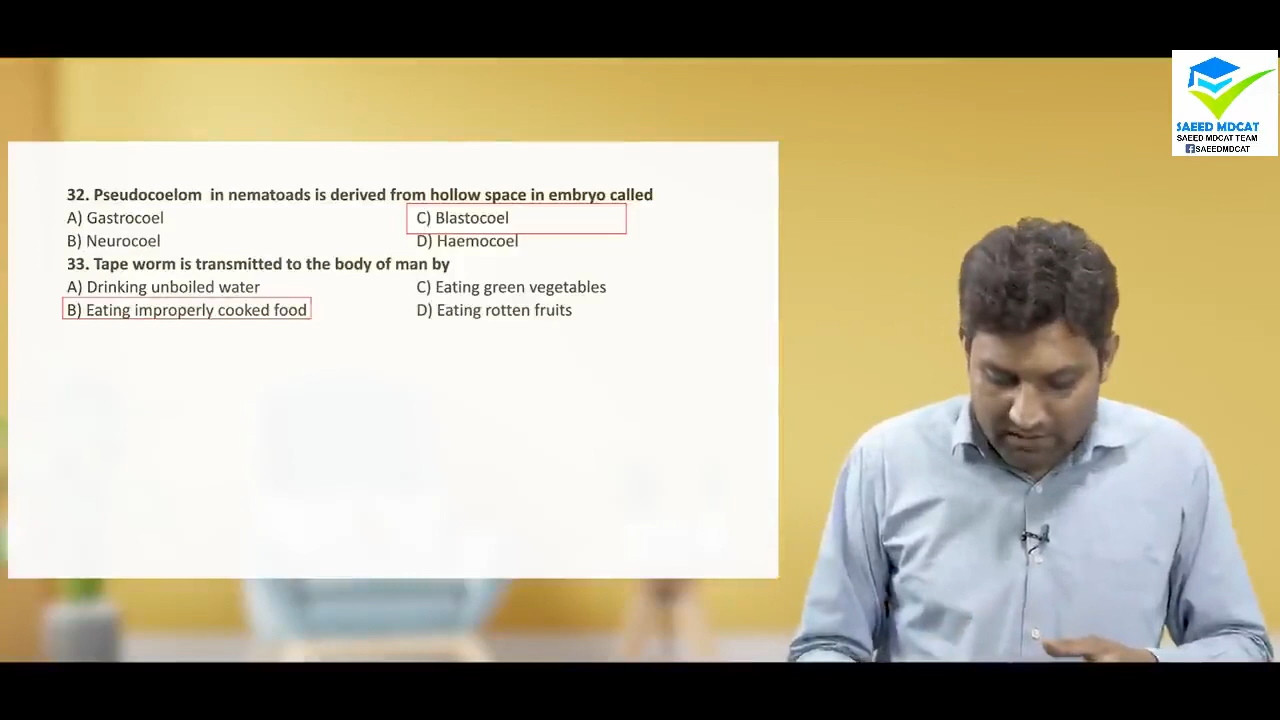 SAEED MDCAT
SAEED MDCAT TEAM
SAEEDMDCAT
32. Pseudocoelom in nematoads is derived from hollow space in embryo called
A) Gastrocoel
C) Blastocoel
B) Neurocoel
D) Haemocoel
33. Tape worm is transmitted to the body of man by
A) Drinking unboiled water
C) Eating green vegetables
B) Eating improperly cooked food
D) Eating rotten fruits